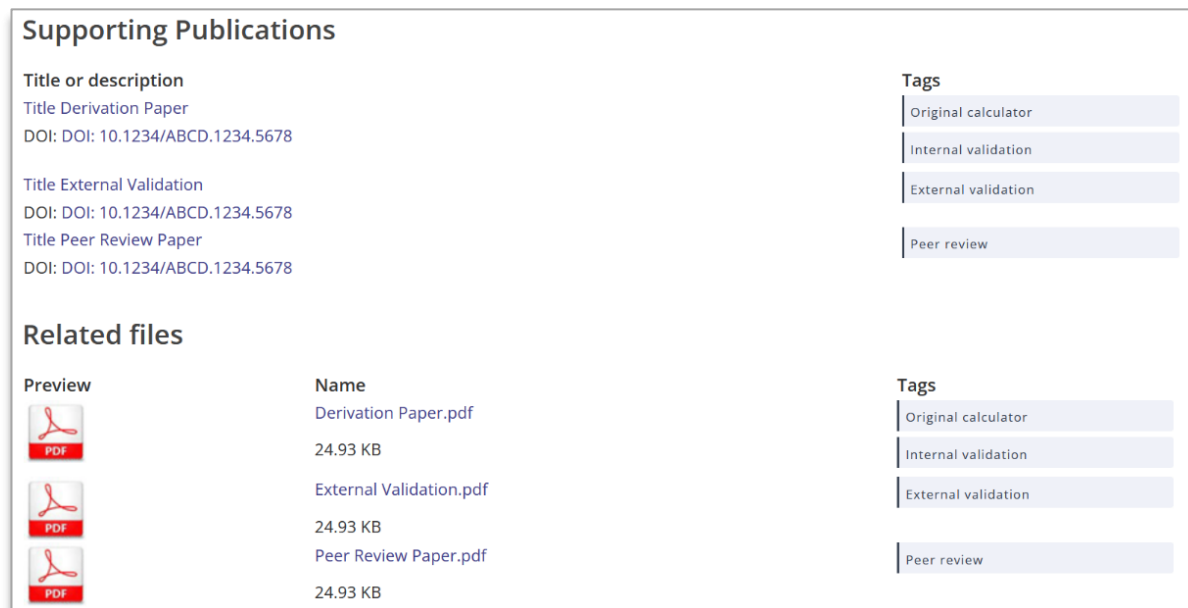 Supporting Publications
Title or description Tags
Title Derivation Paper Original calculator
DOI: DOI: 10.1234/ABCD.1234.5678
Internal validation
Title External Validation External validation
DOI: DOI: 10.1234/ABCD.1234.5678
Title Peer Review Paper Peer review
DOI: DOI: 10.1234/ABCD.1234.5678
Related files
Preview Name Tags
PDF Derivation Paper.pdf Original calculator
24.93 KB Internal validation
PDF External Validation.pdf External validation
24.93 KB
PDF Peer Review Paper.pdf Peer review
24.93 KB